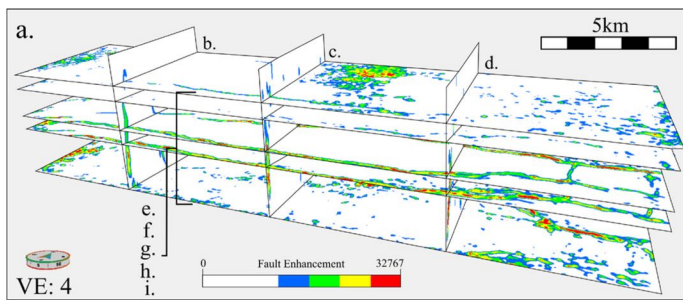 a.
b.
c.
d.
5km
e.
f.
g.
h.
i.
VE: 4
0 Fault Enhancement 32767